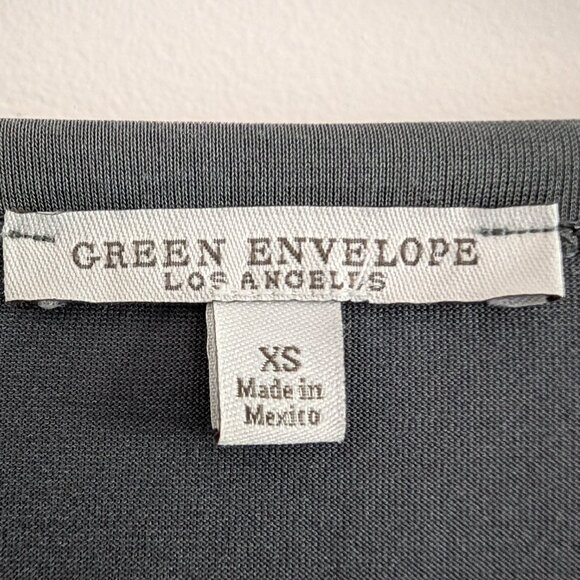 GREEN ENVELOPE
LOS ANGELES
XS
Made in
Mexico